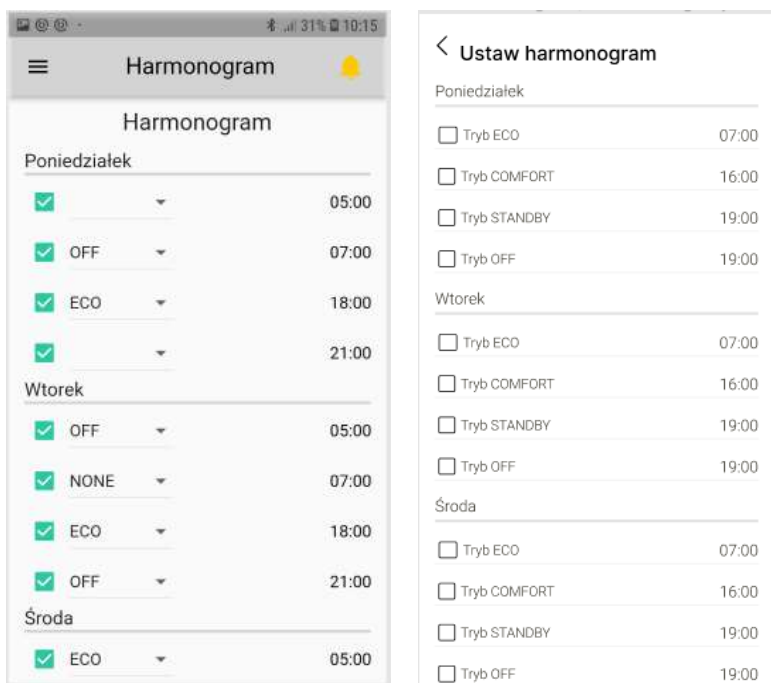 31% 10:15
Harmonogram
Harmonogram
Poniedziałek
05:00
OFF 07:00
ECO 18:00
21:00
Wtorek
OFF 05:00
NONE 07:00
ECO 18:00
OFF 21:00
Środa
ECO 05:00
Ustaw harmonogram
Poniedziałek
Tryb ECO 07:00
Tryb COMFORT 16:00
Tryb STANDBY 19:00
Tryb OFF 19:00
Wtorek
Tryb ECO 07:00
Tryb COMFORT 16:00
Tryb STANDBY 19:00
Tryb OFF 19:00
Środa
Tryb ECO 07:00
Tryb COMFORT 16:00
Tryb STANDBY 19:00
Tryb OFF 19:00